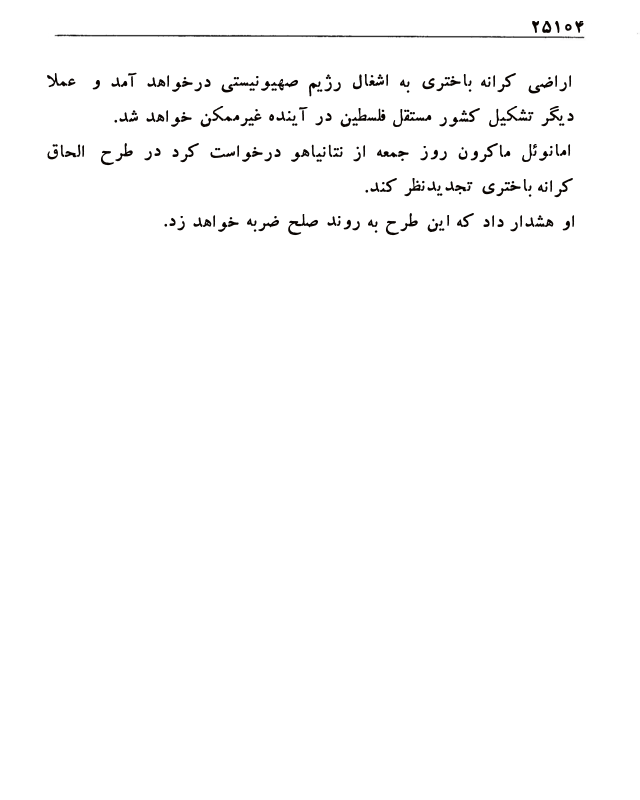 ۲۵۱۰۴
اراضی کرانه باختری به اشغال رژیم صهیونیستی درخواهد آمد و عملا
دیگر تشکیل کشور مستقل فلسطین در آینده غیرممکن خواهد شد.
امانوئل ماکرون روز جمعه از نتانیاهو درخواست کرد در طرح الحاق
کرانه باختری تجدیدنظر کند.
او هشدار داد که این طرح به روند صلح ضربه خواهد زد.